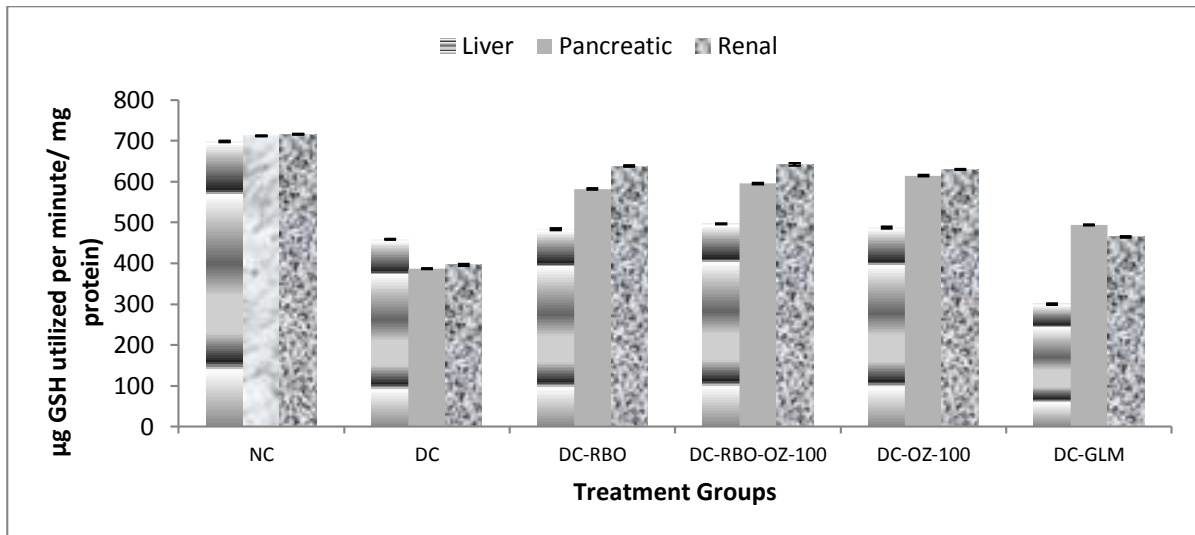 Liver Pancreatic Renal
µg GSH utilized per minute/ mg
protein)
800
700
600
500
400
300
200
100
0
NC DC DC-RBO DC-RBO-OZ-100 DC-OZ-100 DC-GLM
Treatment Groups